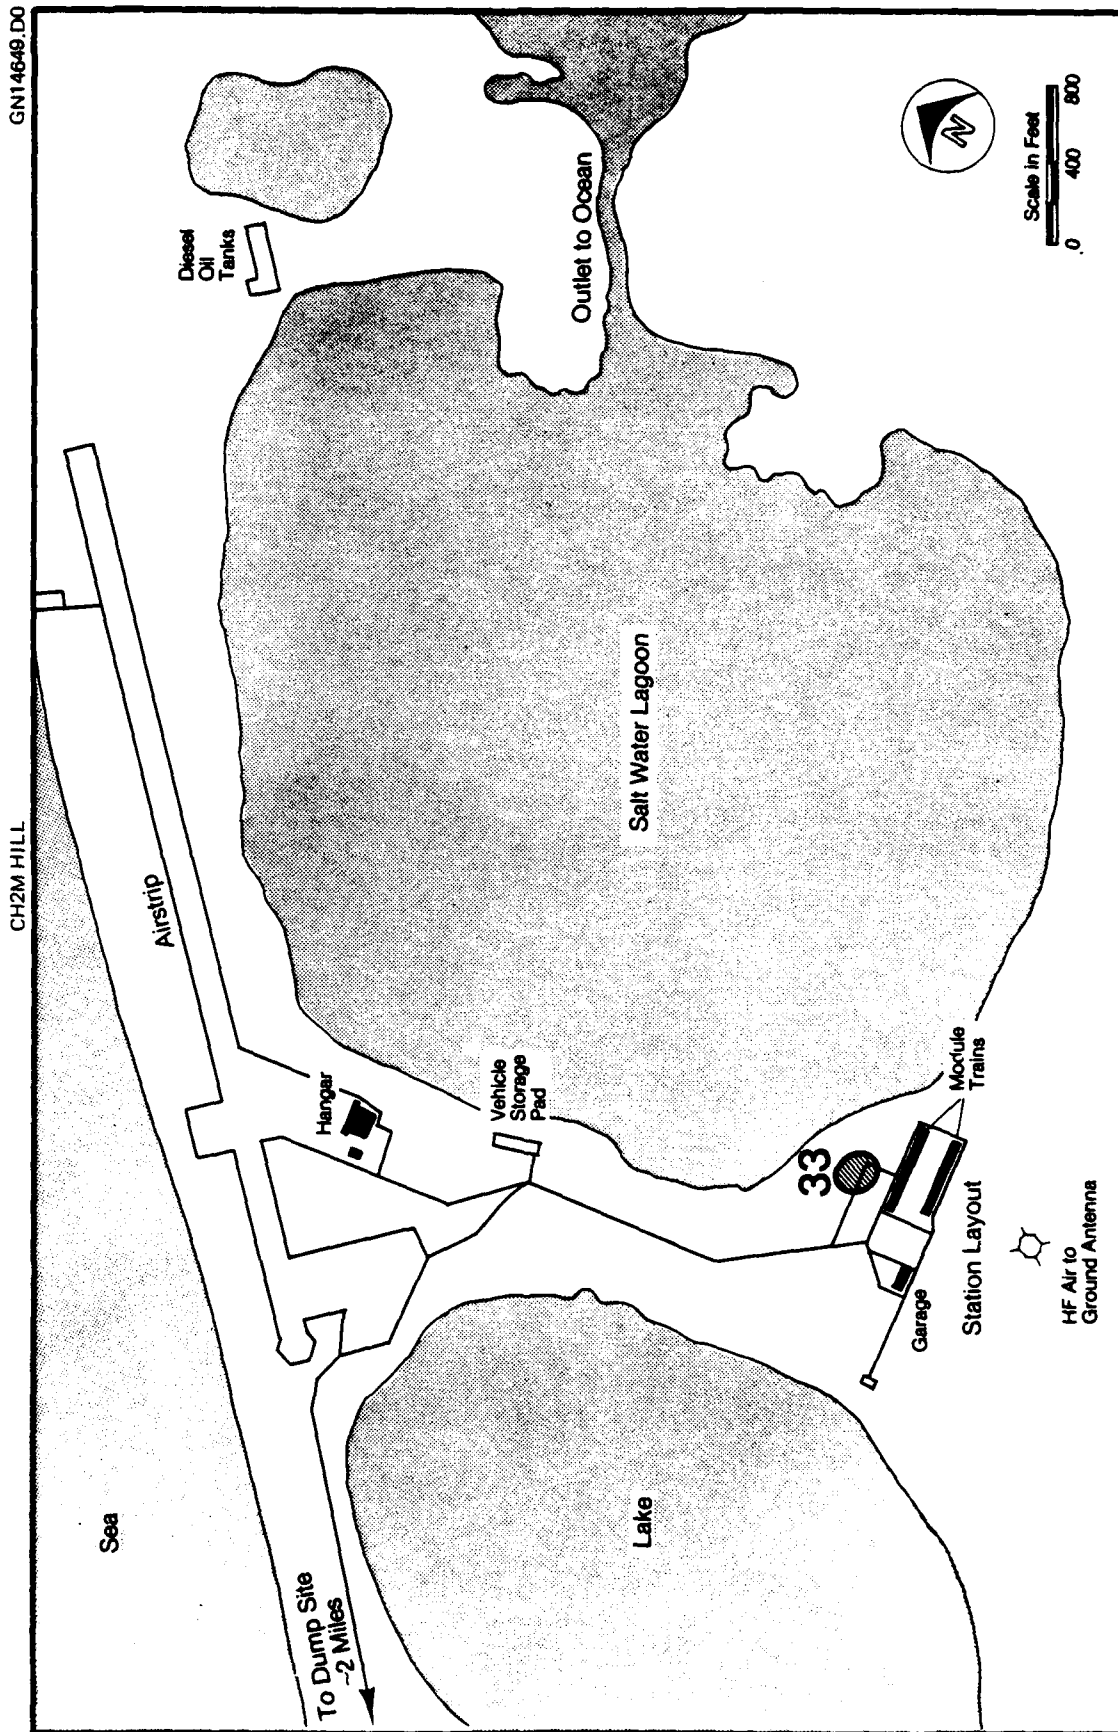 GN14649.D0
CH2M HILL
Diesel
Oil
Tanks
Outlet to Ocean
N
Scale in Feet
0 400 800
Airstrip
Salt Water Lagoon
Hangar
Vehicle
Storage
Pad
33
Module
Trains
Sea
To Dump Site
~2 Miles
Lake
Garage
Station Layout
HF Air to
Ground Antenna